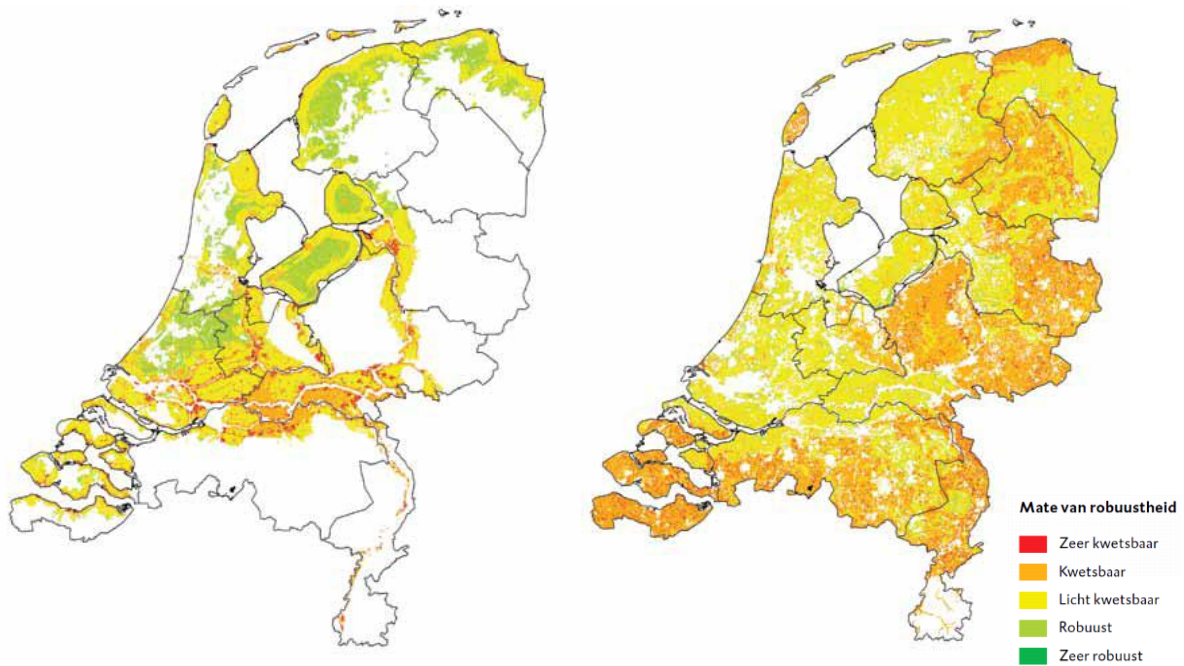 Mate van robuustheid
Zeer kwetsbaar
Kwetsbaar
Licht kwetsbaar
Robuust
Zeer robuust